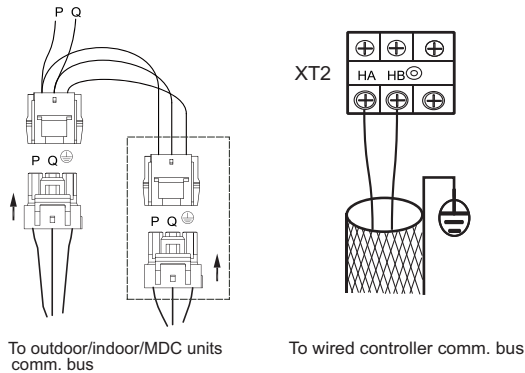 P Q
P Q
P Q
To outdoor/indoor/MDC units
comm. bus
XT2
HA HB
To wired controller comm. bus